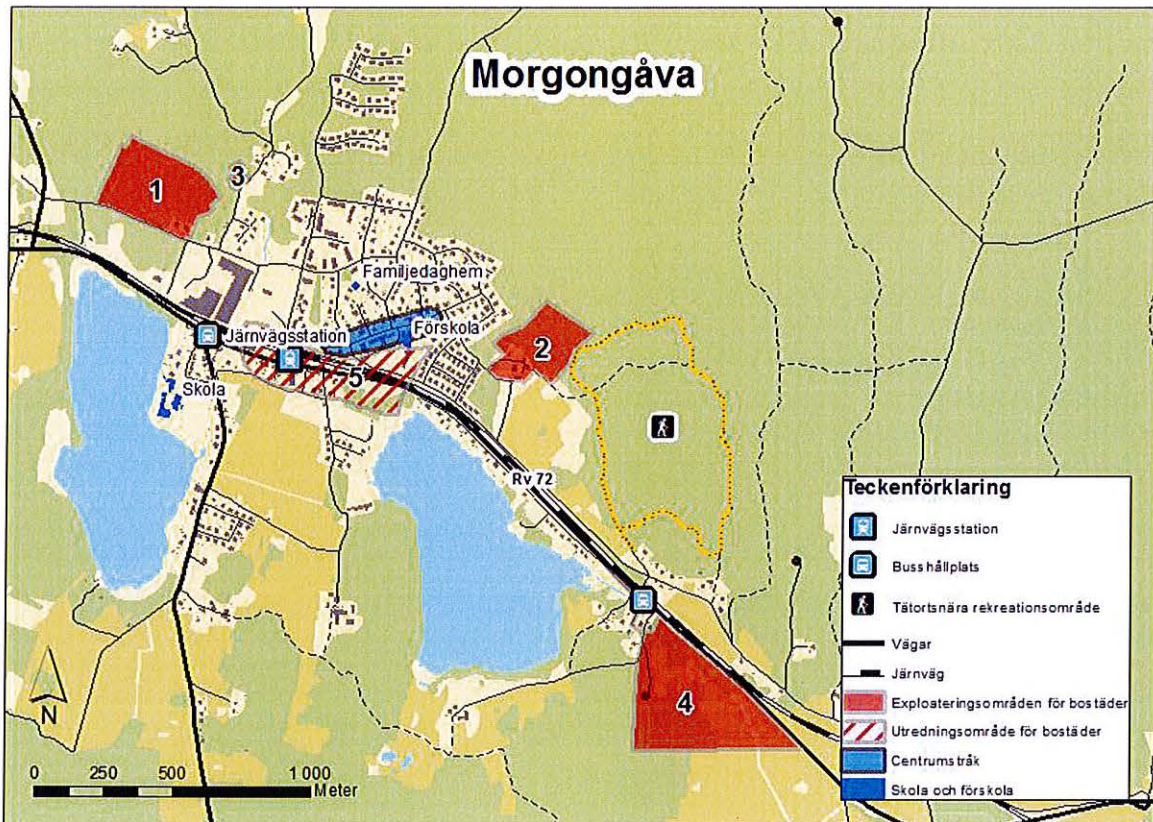 Morgongåva
1
3
Familjedaghem
Järnvägsstation
Förskola
2
5
Skola
Rv 72
4
N
0 250 500 1 000
Meter
Teckenförklaring
Järnvägsstation
Busshållplats
Tätortsnära rekreationsområde
Vägar
Järnväg
Exploateringsområden för bostäder
Utredningsområde för bostäder
Centrumstråk
Skola och förskola